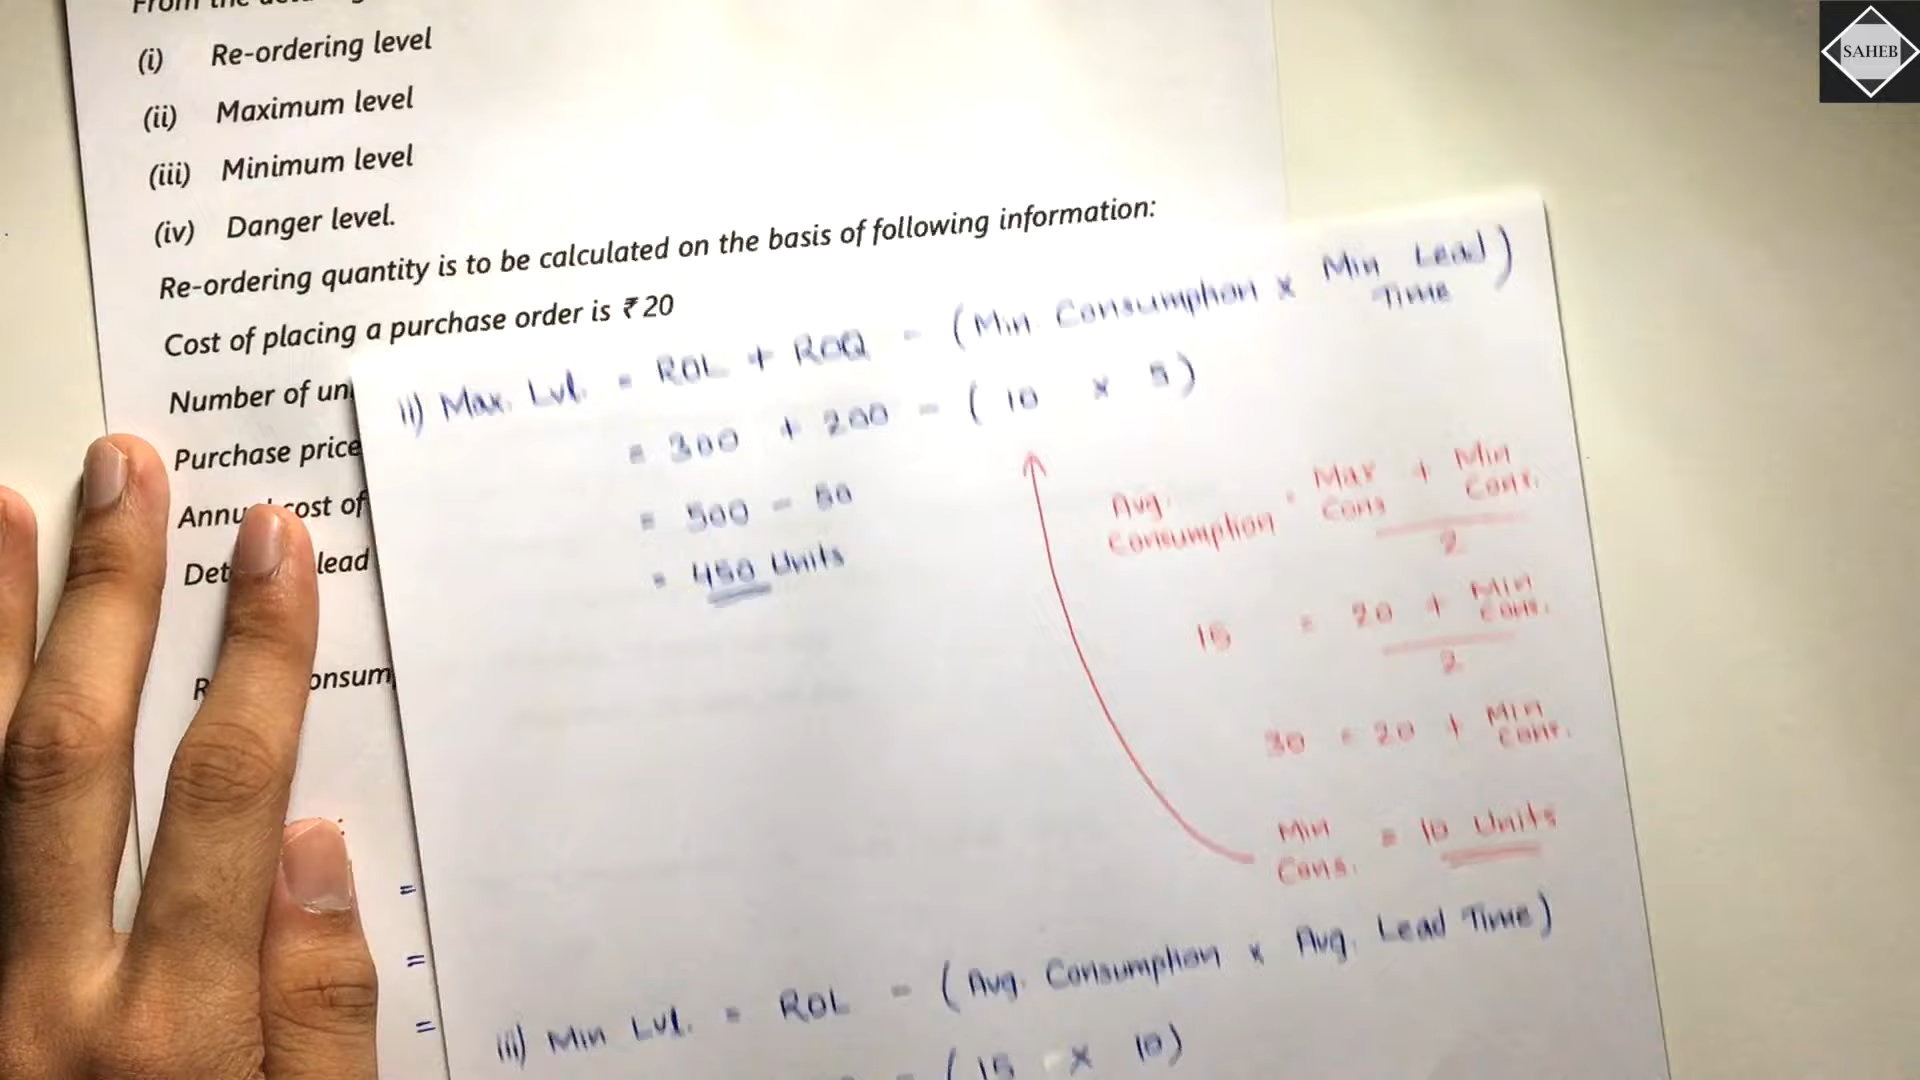 From the
(i) Re-ordering level
(ii) Maximum level
(iii) Minimum level
(iv) Danger level.
Re-ordering quantity is to be calculated on the basis of following information:
Cost of placing a purchase order is ₹ 20
Number of un
Purchase price
Annu cost of
Det lead
R onsum
=
=
=
ii) Max. Lvl. = ROL + ROQ - (Min. Consumption x Min Lead Time)
= 300 + 200 - ( 10 x 5 )
= 500 - 50
= 450 Units
Avg. Consumption = Max Cons + Min Cons. / 2
15 = 20 + Min Cons. / 2
30 = 20 + Min Cons.
Min Cons. = 10 Units
iii) Min Lvl. = ROL - (Avg. Consumption x Avg. Lead Time)
- (15 x 10)
SAHEB